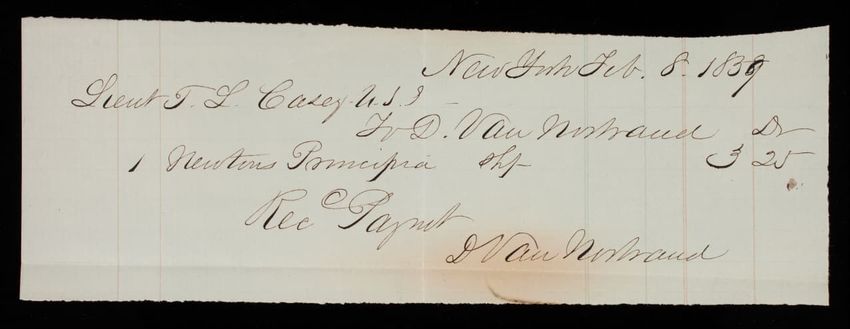 New York Feb. 8. 1859
Lieut T. L. Casey U.S.
To D. Van Nostrand Dr
1 Newtons Principia shp 3 25
Recd Paymt
D Van Nostrand